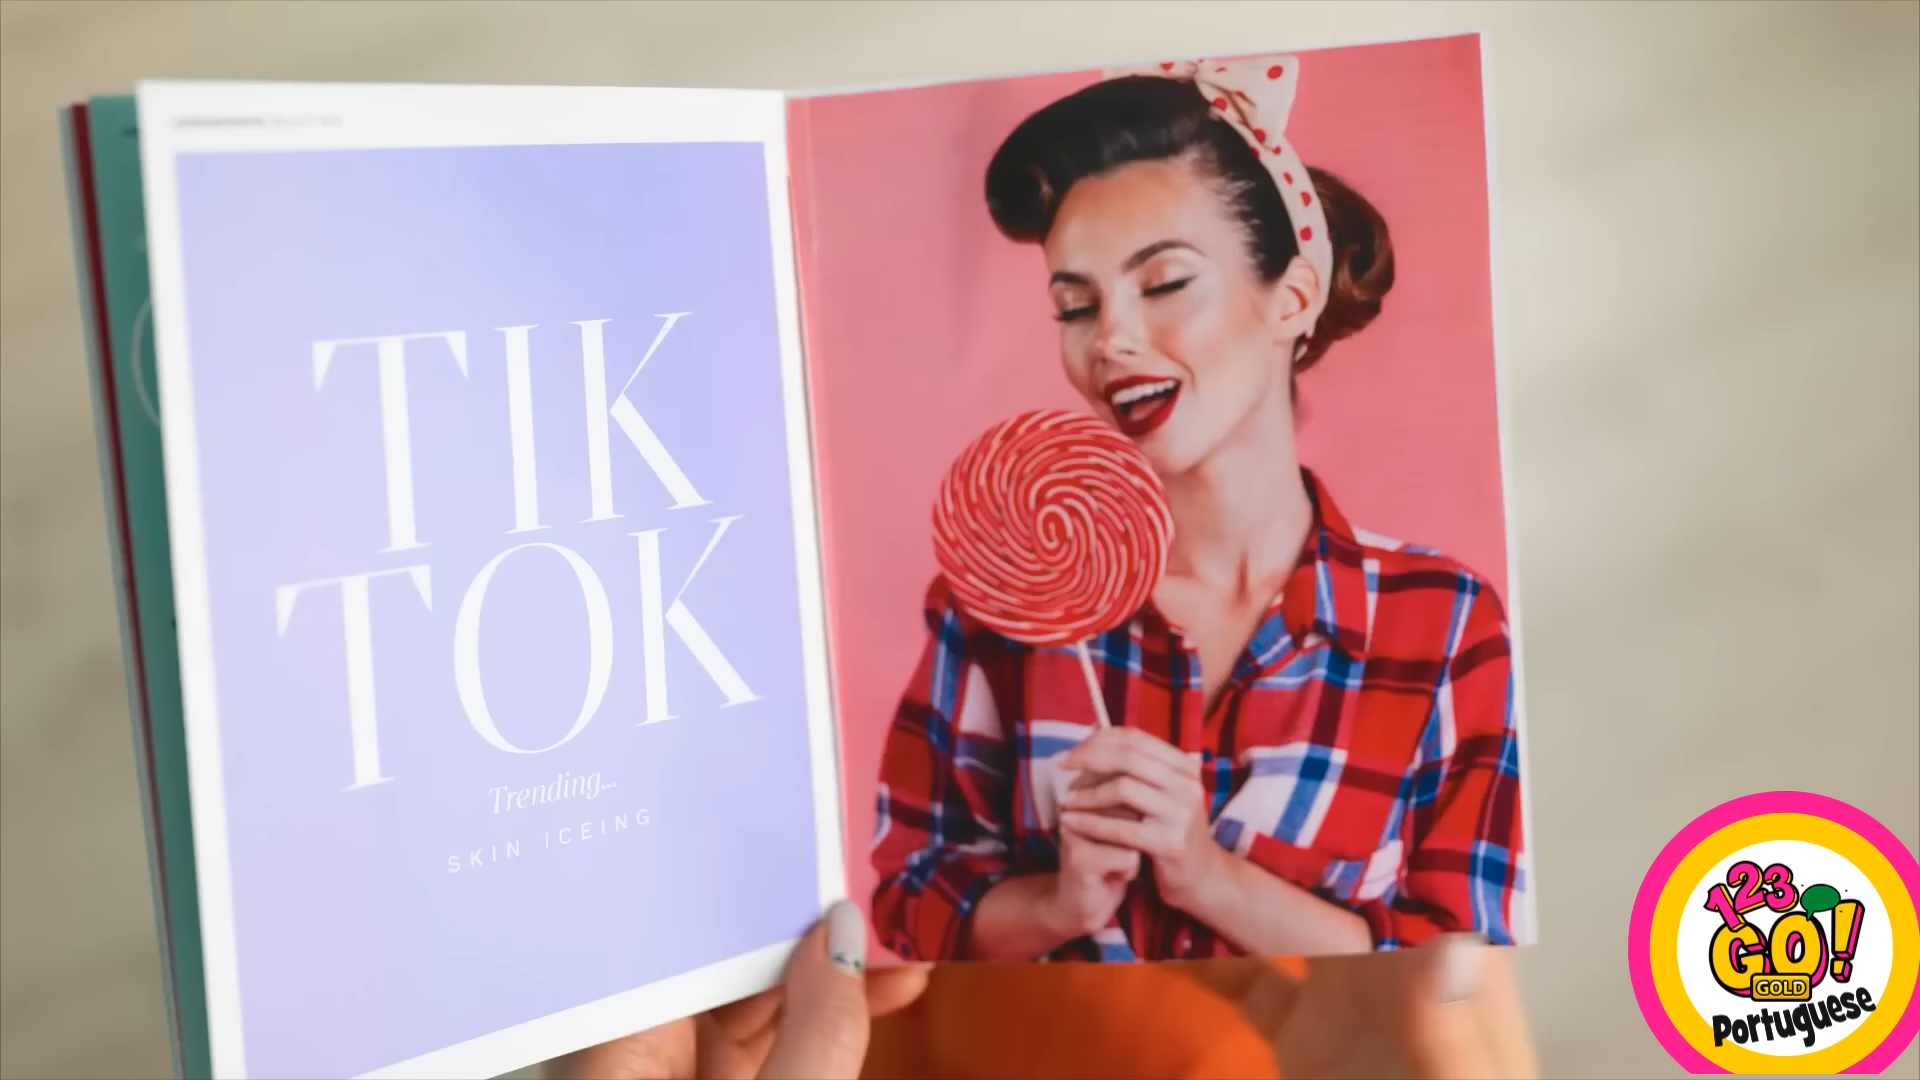 TIK
TOK
Trending...
SKIN ICEING
123
GO!
GOLD
Portuguese